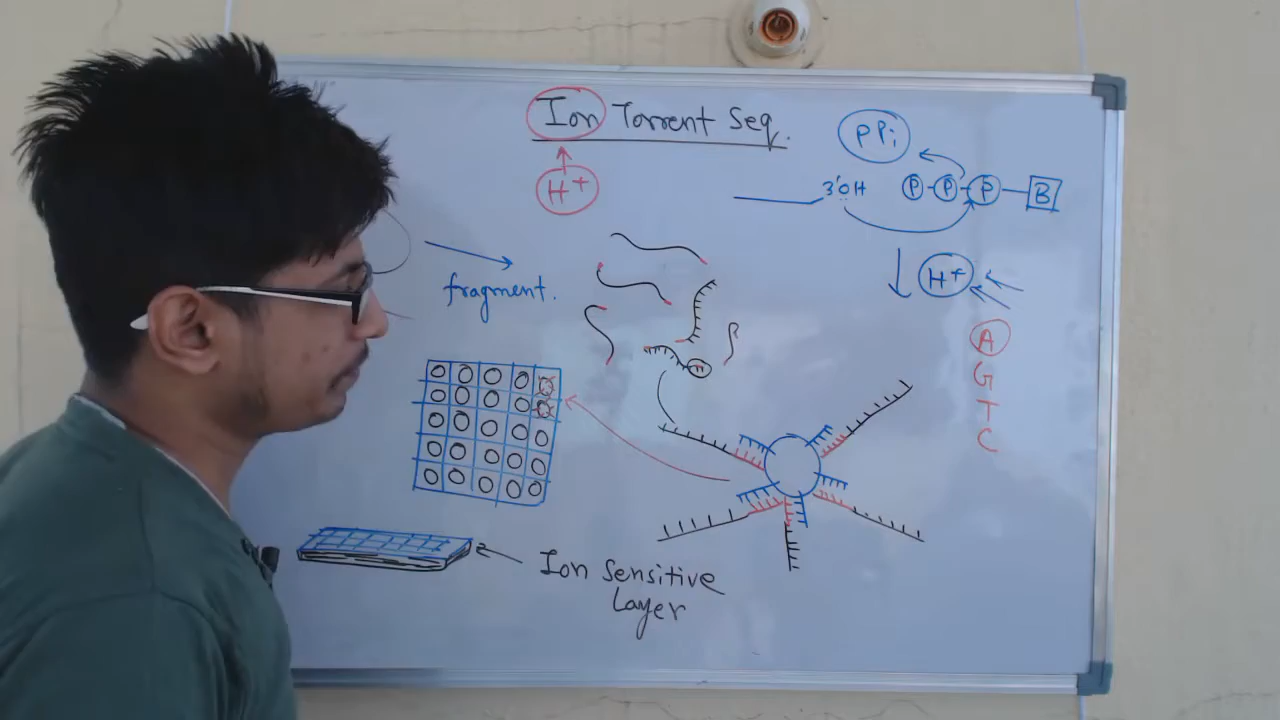 Ion Torrent Seq.
PPi
H+
3'OH P-P-P-B
fragment.
H+
A
G
T
C
Ion Sensitive
Layer